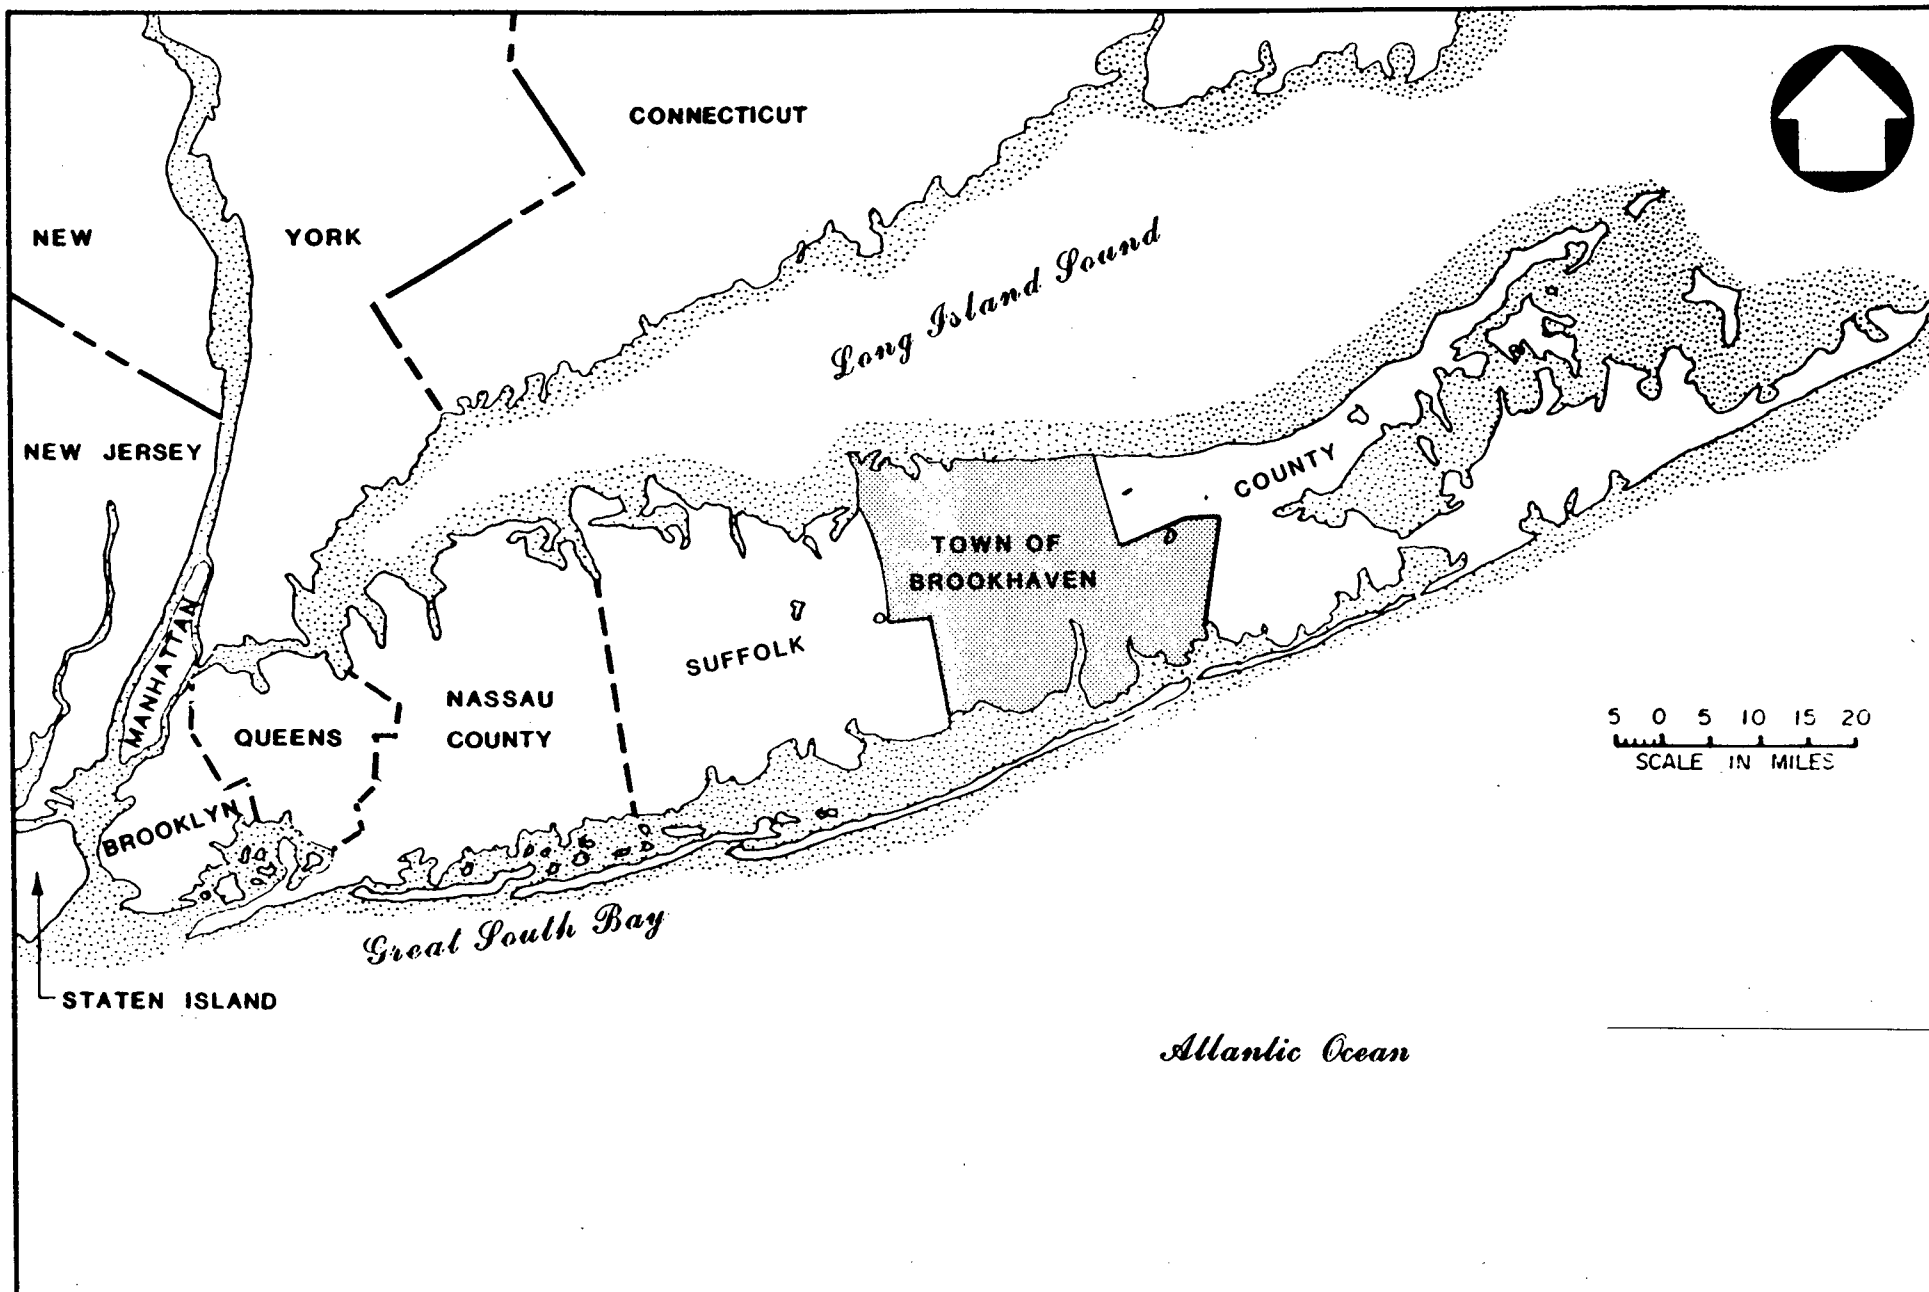 CONNECTICUT
NEW YORK
Long Island Sound
NEW JERSEY
COUNTY
TOWN OF
BROOKHAVEN
MANHATTAN
SUFFOLK
NASSAU
COUNTY
QUEENS
BROOKLYN
5 0 5 10 15 20
SCALE IN MILES
Great South Bay
STATEN ISLAND
Atlantic Ocean